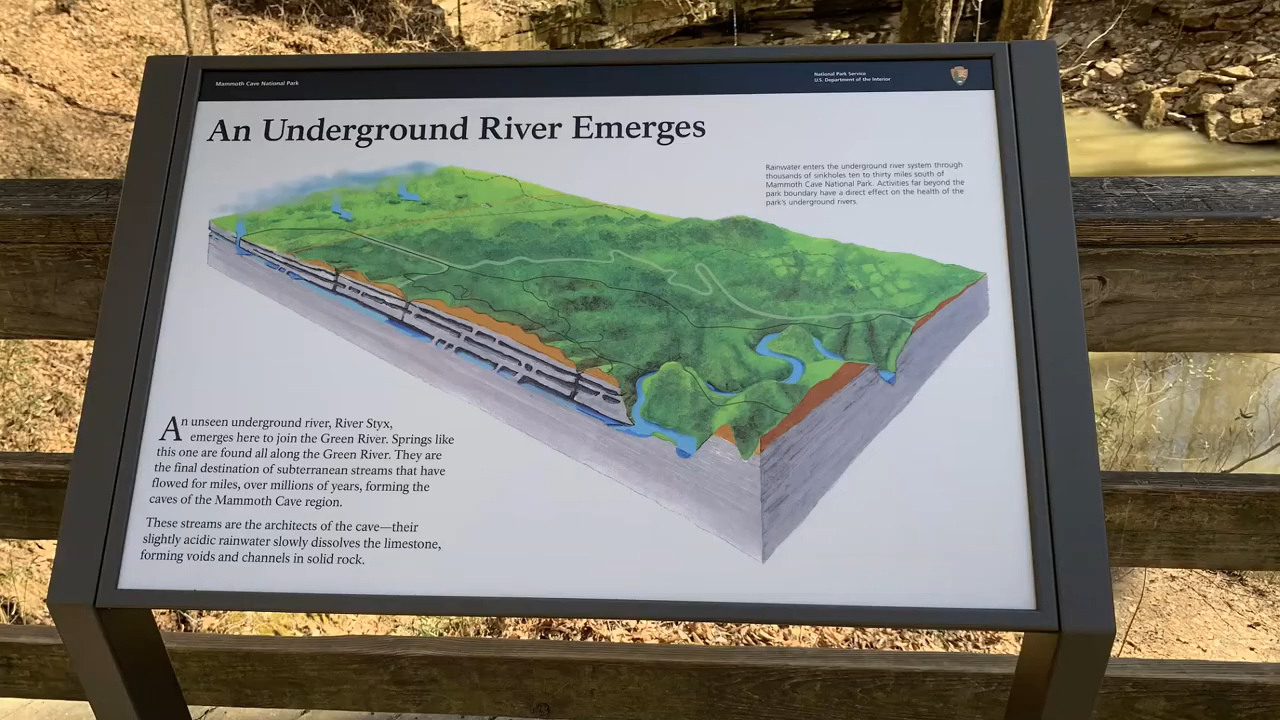 Mammoth Cave National Park
National Park Service
U.S. Department of the Interior
An Underground River Emerges
Rainwater enters the underground river system through
thousands of sinkholes ten to thirty miles south of
Mammoth Cave National Park. Activities far beyond the
park boundary have a direct effect on the health of the
park's underground rivers.
An unseen underground river, River Styx,
emerges here to join the Green River. Springs like
this one are found all along the Green River. They are
the final destination of subterranean streams that have
flowed for miles, over millions of years, forming the
caves of the Mammoth Cave region.
These streams are the architects of the cave—their
slightly acidic rainwater slowly dissolves the limestone,
forming voids and channels in solid rock.